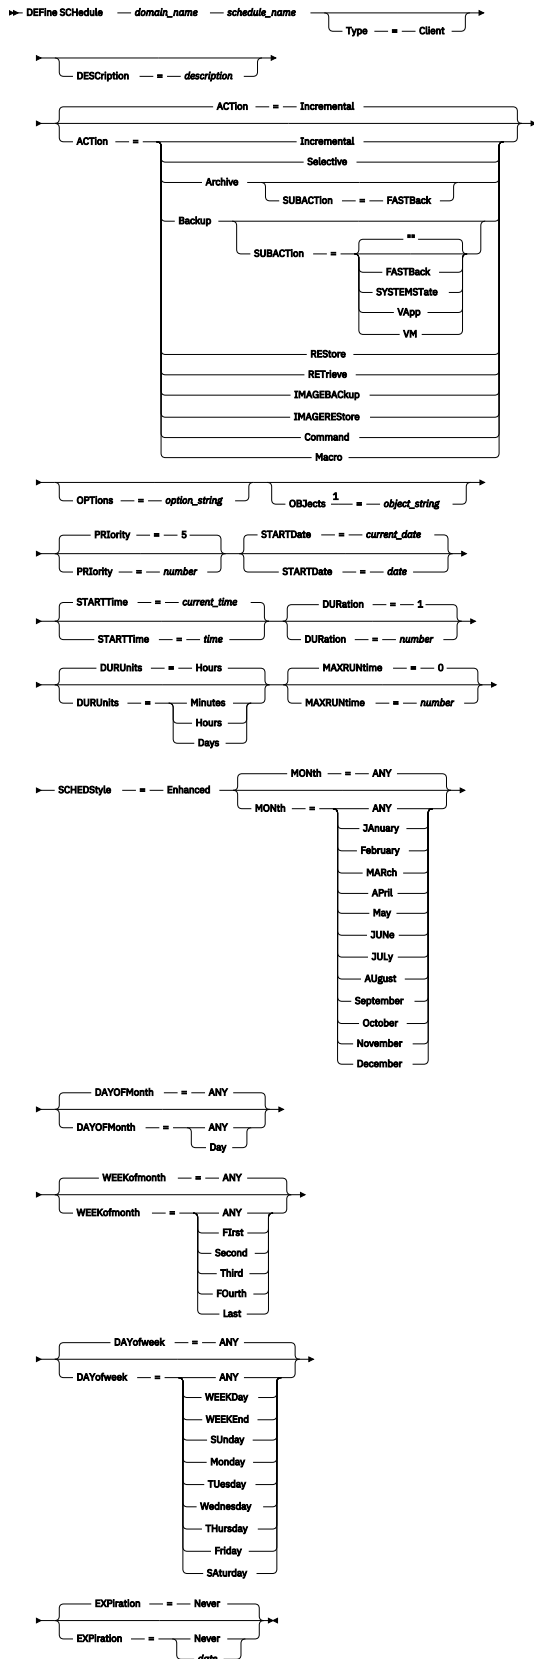 DEFine SCHedule — domain_name — schedule_name
Type — = — Client
DESCription — = — description
ACTion — = — Incremental
ACTion — = — Incremental
Selective
Archive
SUBACTion — = — FASTBack
Backup
""
SUBACTion — =
FASTBack
SYSTEMSTate
VApp
VM
REStore
RETrieve
IMAGEBACkup
IMAGEREStore
Command
Macro
OPTions — = — option_string
OBJects 1 = — object_string
PRIority — = — 5
STARTDate — = — current_date
PRIority — = — number
STARTDate — = — date
STARTTime — = — current_time
DURation — = — 1
STARTTime — = — time
DURation — = — number
DURUnits — = — Hours
MAXRUNtime — = — 0
DURUnits — = — Minutes
MAXRUNtime — = — number
Hours
Days
MONth — = — ANY
SCHEDStyle — = — Enhanced
MONth — = — ANY
JAnuary
February
MARch
APril
May
JUNe
JULy
AUgust
September
October
November
December
DAYOFMonth — = — ANY
DAYOFMonth — = — ANY
Day
WEEKofmonth — = — ANY
WEEKofmonth — = — ANY
FIrst
Second
Third
FOurth
Last
DAYofweek — = — ANY
DAYofweek — = — ANY
WEEKDay
WEEKEnd
SUnday
Monday
TUesday
Wednesday
THursday
Friday
SAturday
EXPiration — = — Never
EXPiration — = — Never
date